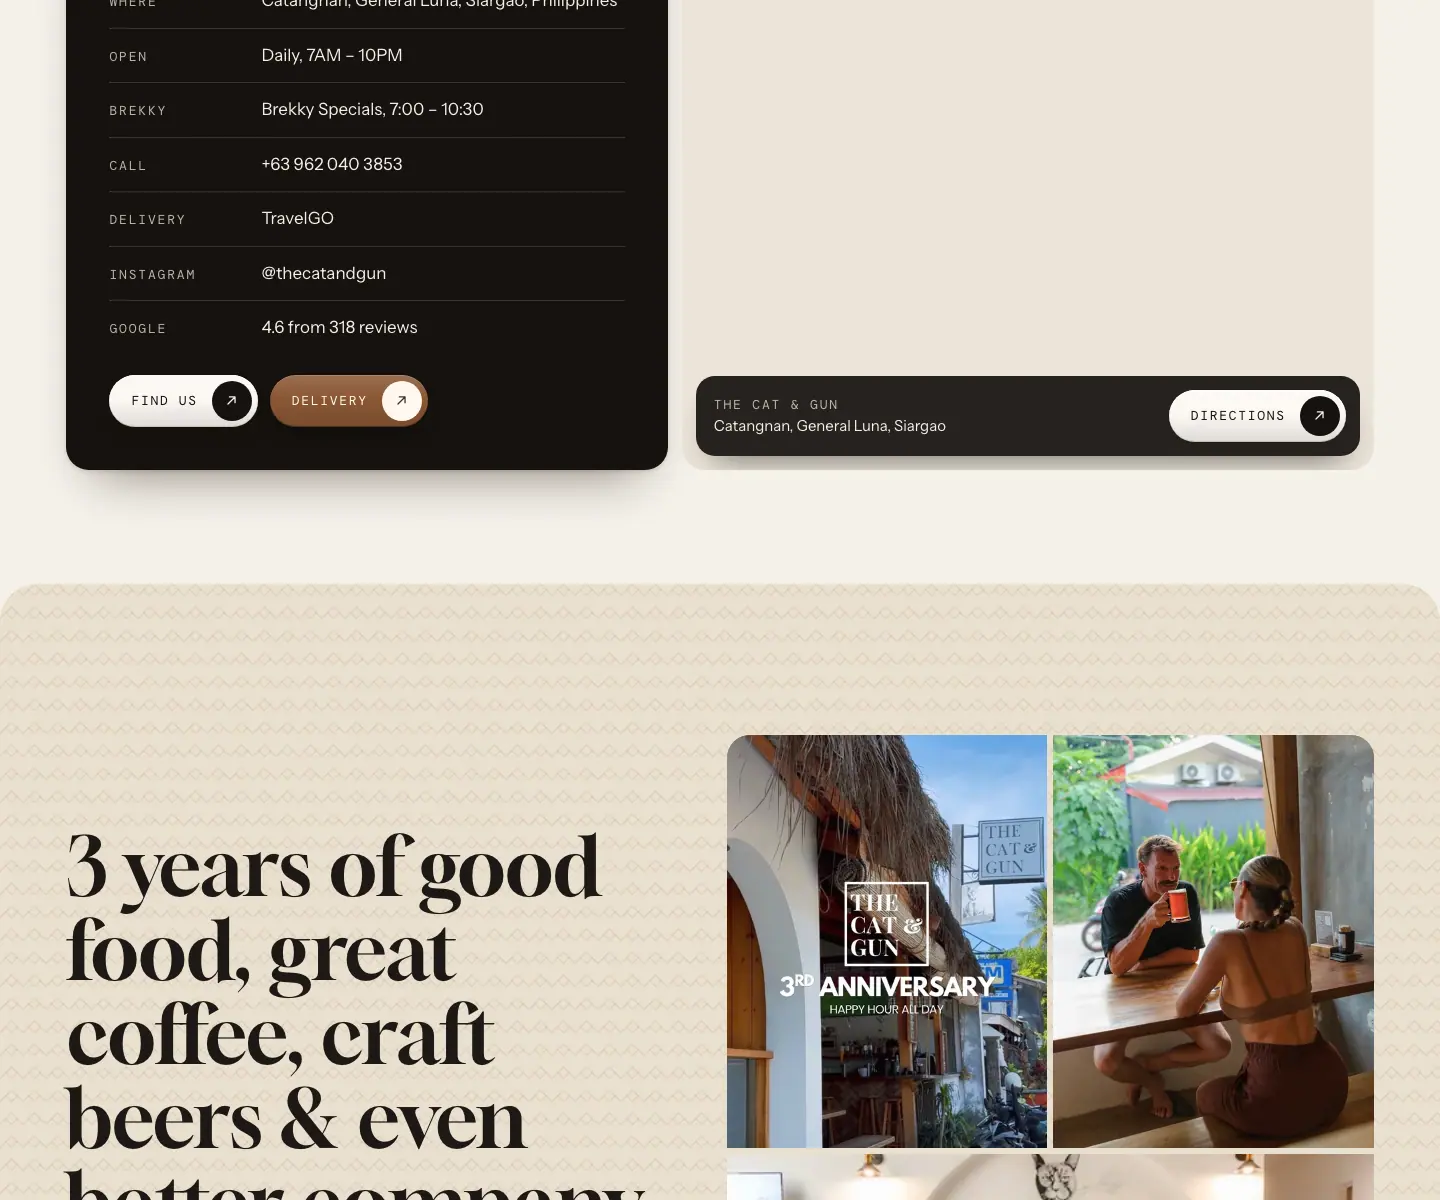 WHERE
Catangnan, General Luna, Siargao, Philippines
OPEN
Daily, 7AM – 10PM
BREKKY
Brekky Specials, 7:00 – 10:30
CALL
+63 962 040 3853
DELIVERY
TravelGO
INSTAGRAM
@thecatandgun
GOOGLE
4.6 from 318 reviews
FIND US
DELIVERY
THE CAT & GUN
Catangnan, General Luna, Siargao
DIRECTIONS
3 years of good
food, great
coffee, craft
beers & even
better company
THE
CAT &
GUN
THE
CAT &
GUN
3RD ANNIVERSARY
HAPPY HOUR ALL DAY